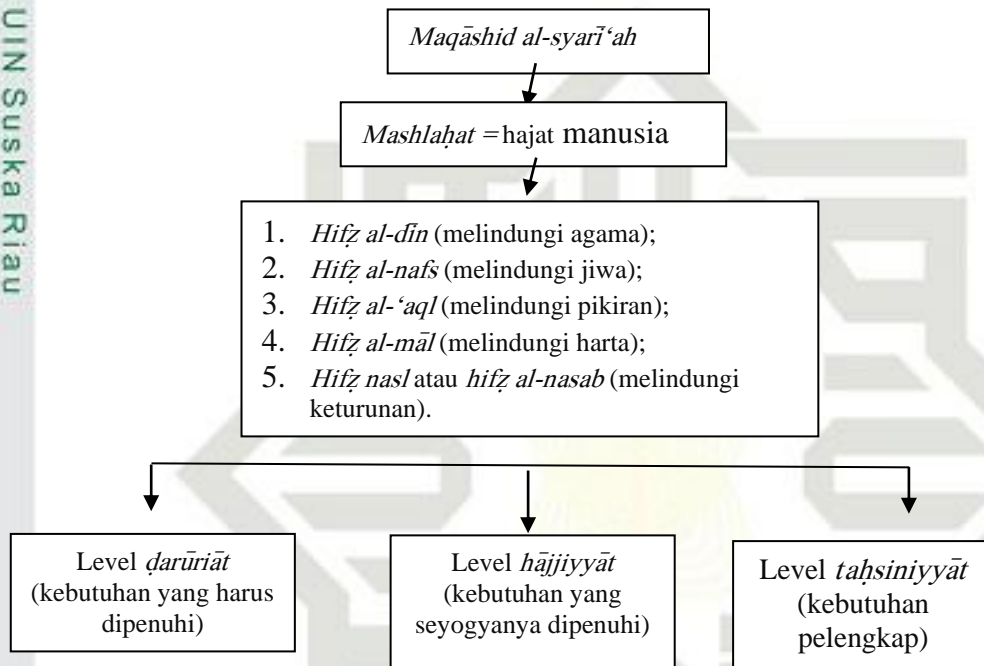 UIN Suska Riau
Maqāshid al-syarī‘ah
Mashlaḥat = hajat manusia
1. Hifẓ al-dīn (melindungi agama);
2. Hifẓ al-nafs (melindungi jiwa);
3. Hifẓ al-‘aql (melindungi pikiran);
4. Hifẓ al-māl (melindungi harta);
5. Hifẓ nasl atau hifẓ al-nasab (melindungi
keturunan).
Level ḍarūriāt
(kebutuhan yang harus
dipenuhi)
Level hājjiyyāt
(kebutuhan yang
seyogyanya dipenuhi)
Level taḥsiniyyāt
(kebutuhan
pelengkap)